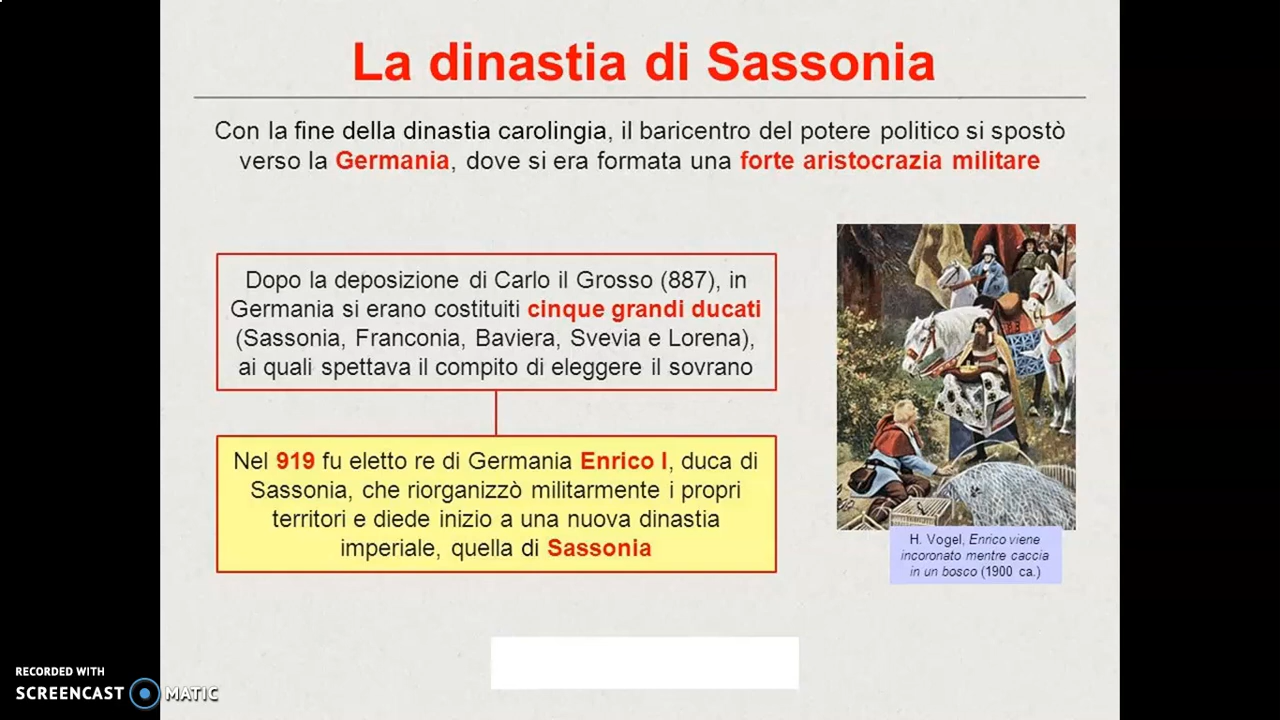 La dinastia di Sassonia
Con la fine della dinastia carolingia, il baricentro del potere politico si spostò
verso la Germania, dove si era formata una forte aristocrazia militare
Dopo la deposizione di Carlo il Grosso (887), in
Germania si erano costituiti cinque grandi ducati
(Sassonia, Franconia, Baviera, Svevia e Lorena),
ai quali spettava il compito di eleggere il sovrano
Nel 919 fu eletto re di Germania Enrico I, duca di
Sassonia, che riorganizzò militarmente i propri
territori e diede inizio a una nuova dinastia
imperiale, quella di Sassonia
H. Vogel, Enrico viene
incoronato mentre caccia
in un bosco (1900 ca.)
RECORDED WITH
SCREENCAST MATIC